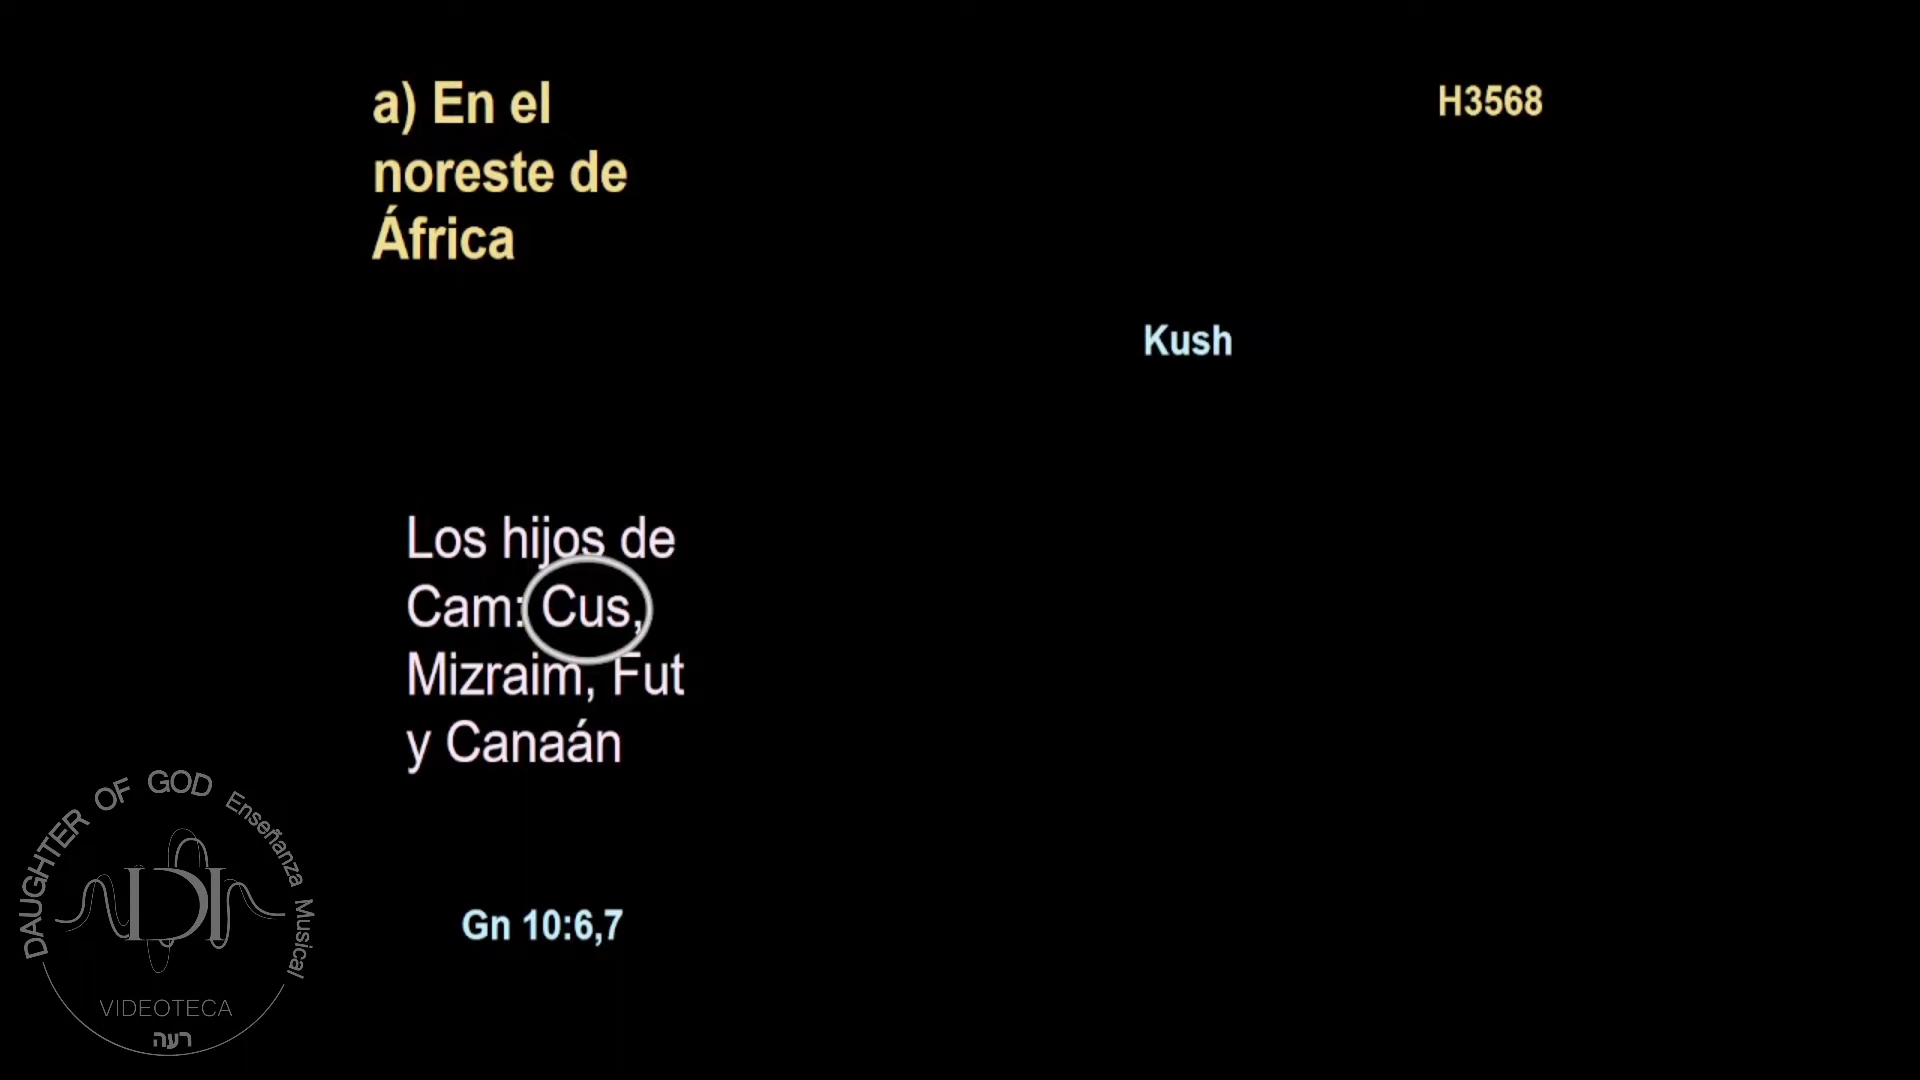 a) En el
noreste de
África
H3568
Kush
Los hijos de
Cam: Cus,
Mizraim, Fut
y Canaán
Gn 10:6,7
DAUGHTER OF GOD Enseñanza Musical
DI
VIDEOTECA
רעה